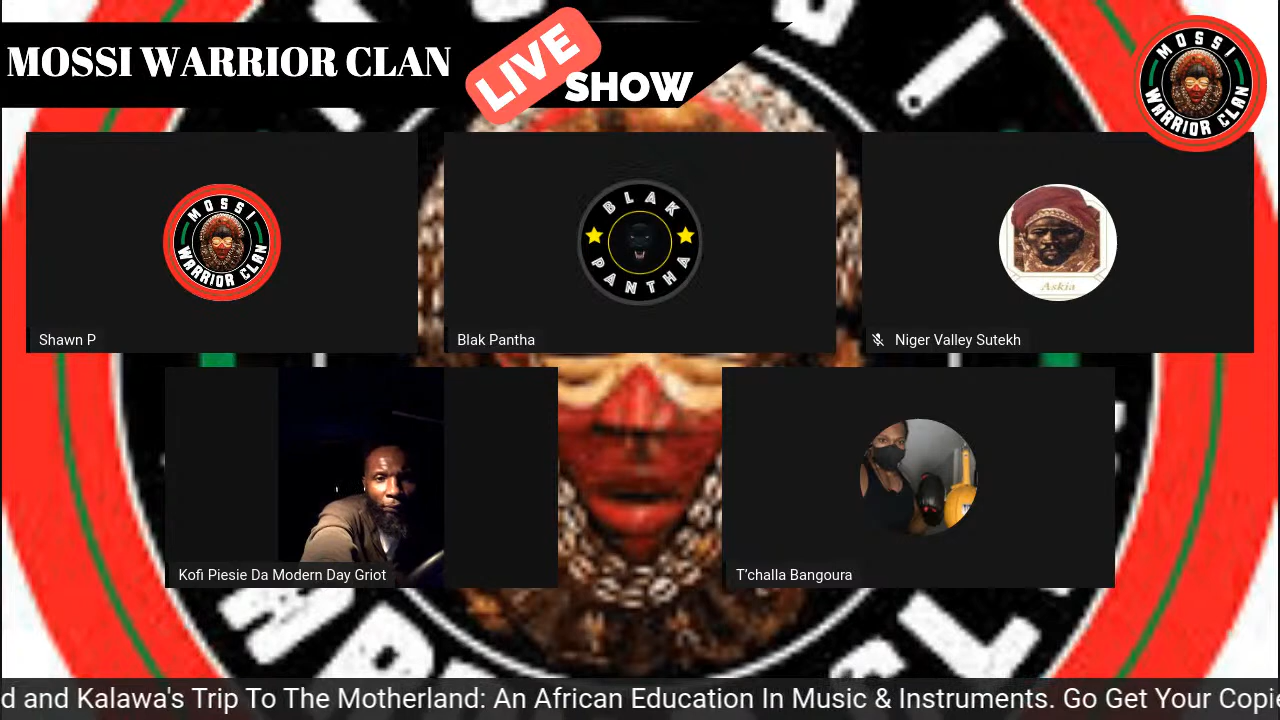 MOSSI WARRIOR CLAN
LIVE
SHOW
MOSSI
WARRIOR CLAN
MOSSI
WARRIOR CLAN
Shawn P
BLAK
PANTHA
Blak Pantha
Askia
Niger Valley Sutekh
Kofi Piesie Da Modern Day Griot
T'challa Bangoura
d and Kalawa's Trip To The Motherland: An African Education In Music & Instruments. Go Get Your Copie